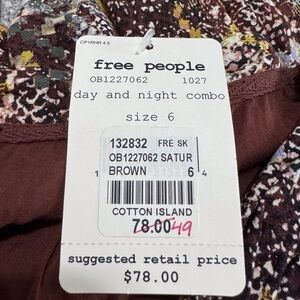 free people
OB1227062 1027
day and night combo
size 6
132832 FRE SK
OB1227062 SATUR
BROWN 6
COTTON ISLAND
78.00 49
suggested retail price
$78.00